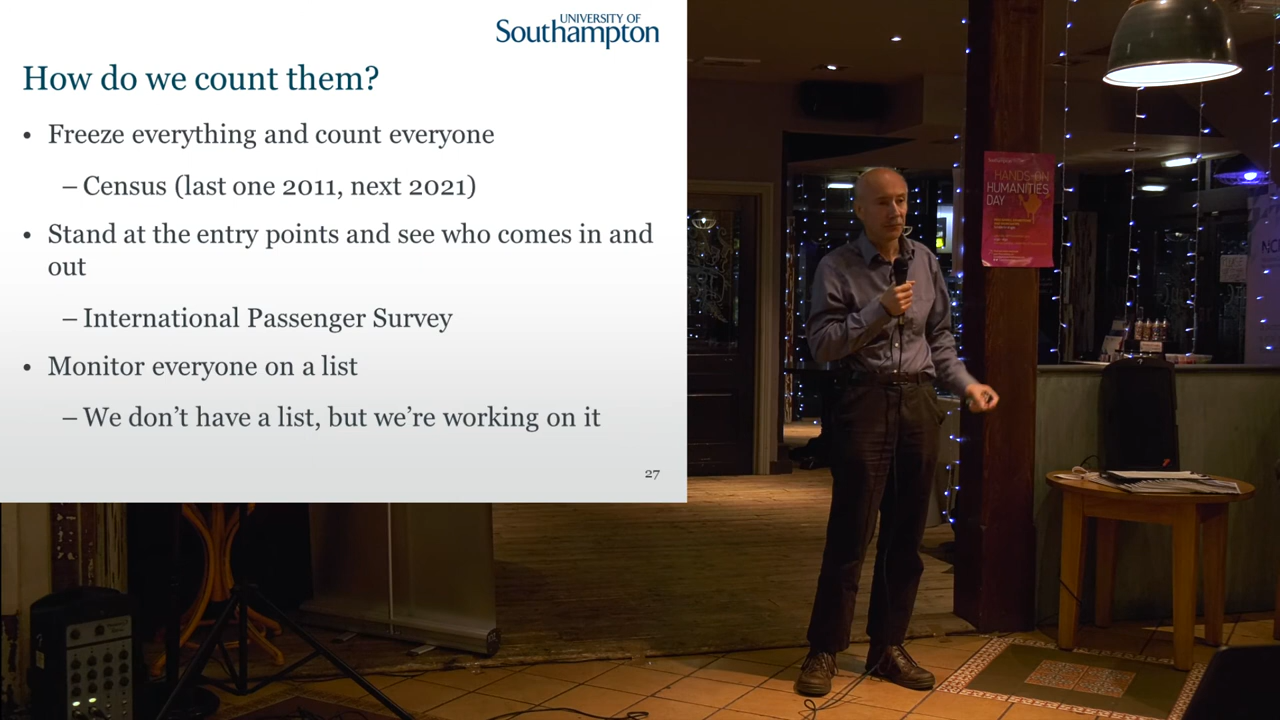 UNIVERSITY OF
Southampton
How do we count them?
• Freeze everything and count everyone
– Census (last one 2011, next 2021)
• Stand at the entry points and see who comes in and
out
– International Passenger Survey
• Monitor everyone on a list
– We don't have a list, but we're working on it
27
HANDS-ON
HUMANITIES
DAY